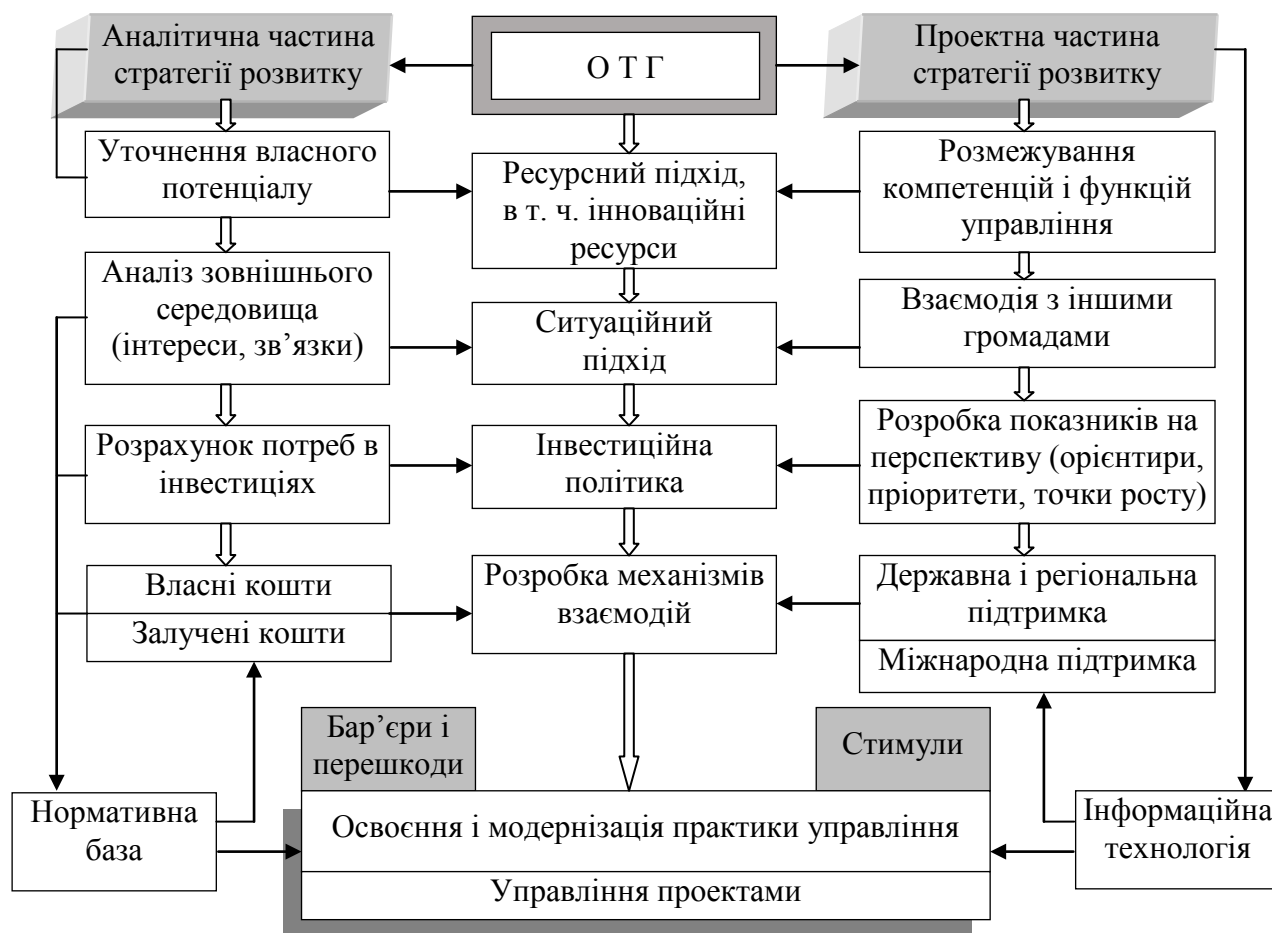 Аналітична частина
стратегії розвитку
О Т Г
Проектна частина
стратегії розвитку
Уточнення власного
потенціалу
Ресурсний підхід,
в т. ч. інноваційні
ресурси
Розмежування
компетенцій і функцій
управління
Аналіз зовнішнього
середовища
(інтереси, зв’язки)
Ситуаційний
підхід
Взаємодія з іншими
громадами
Розрахунок потреб в
інвестиціях
Інвестиційна
політика
Розробка показників на
перспективу (орієнтири,
пріоритети, точки росту)
Власні кошти
Залучені кошти
Розробка механізмів
взаємодій
Державна і регіональна
підтримка
Міжнародна підтримка
Бар’єри і
перешкоди
Стимули
Нормативна
база
Освоєння і модернізація практики управління
Управління проектами
Інформаційна
технологія